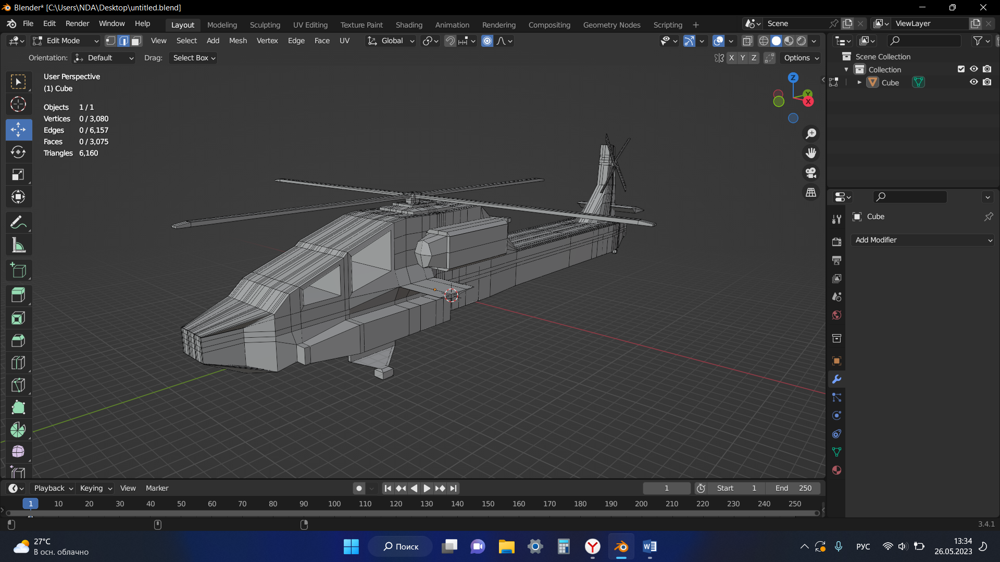 Blender* [C:\Users\NDA\Desktop\untitled.blend]
File Edit Render Window Help Layout Modeling Sculpting UV Editing Texture Paint Shading Animation Rendering Compositing Geometry Nodes Scripting + Scene ViewLayer
Edit Mode View Select Add Mesh Vertex Edge Face UV Global
Orientation: Default Drag: Select Box X Y Z Options
Scene Collection
Collection
Cube
User Perspective
(1) Cube
Objects 1 / 1
Vertices 0 / 3,080
Edges 0 / 6,157
Faces 0 / 3,075
Triangles 6,160
Z
Y
X
Cube
Add Modifier
Playback Keying View Marker 1 Start 1 End 250
1 10 20 30 40 50 60 70 80 90 100 110 120 130 140 150 160 170 180 190 200 210 220 230 240 250
3.4.1
27°C
В осн. облачно
Поиск
РУС
13:34
26.05.2023